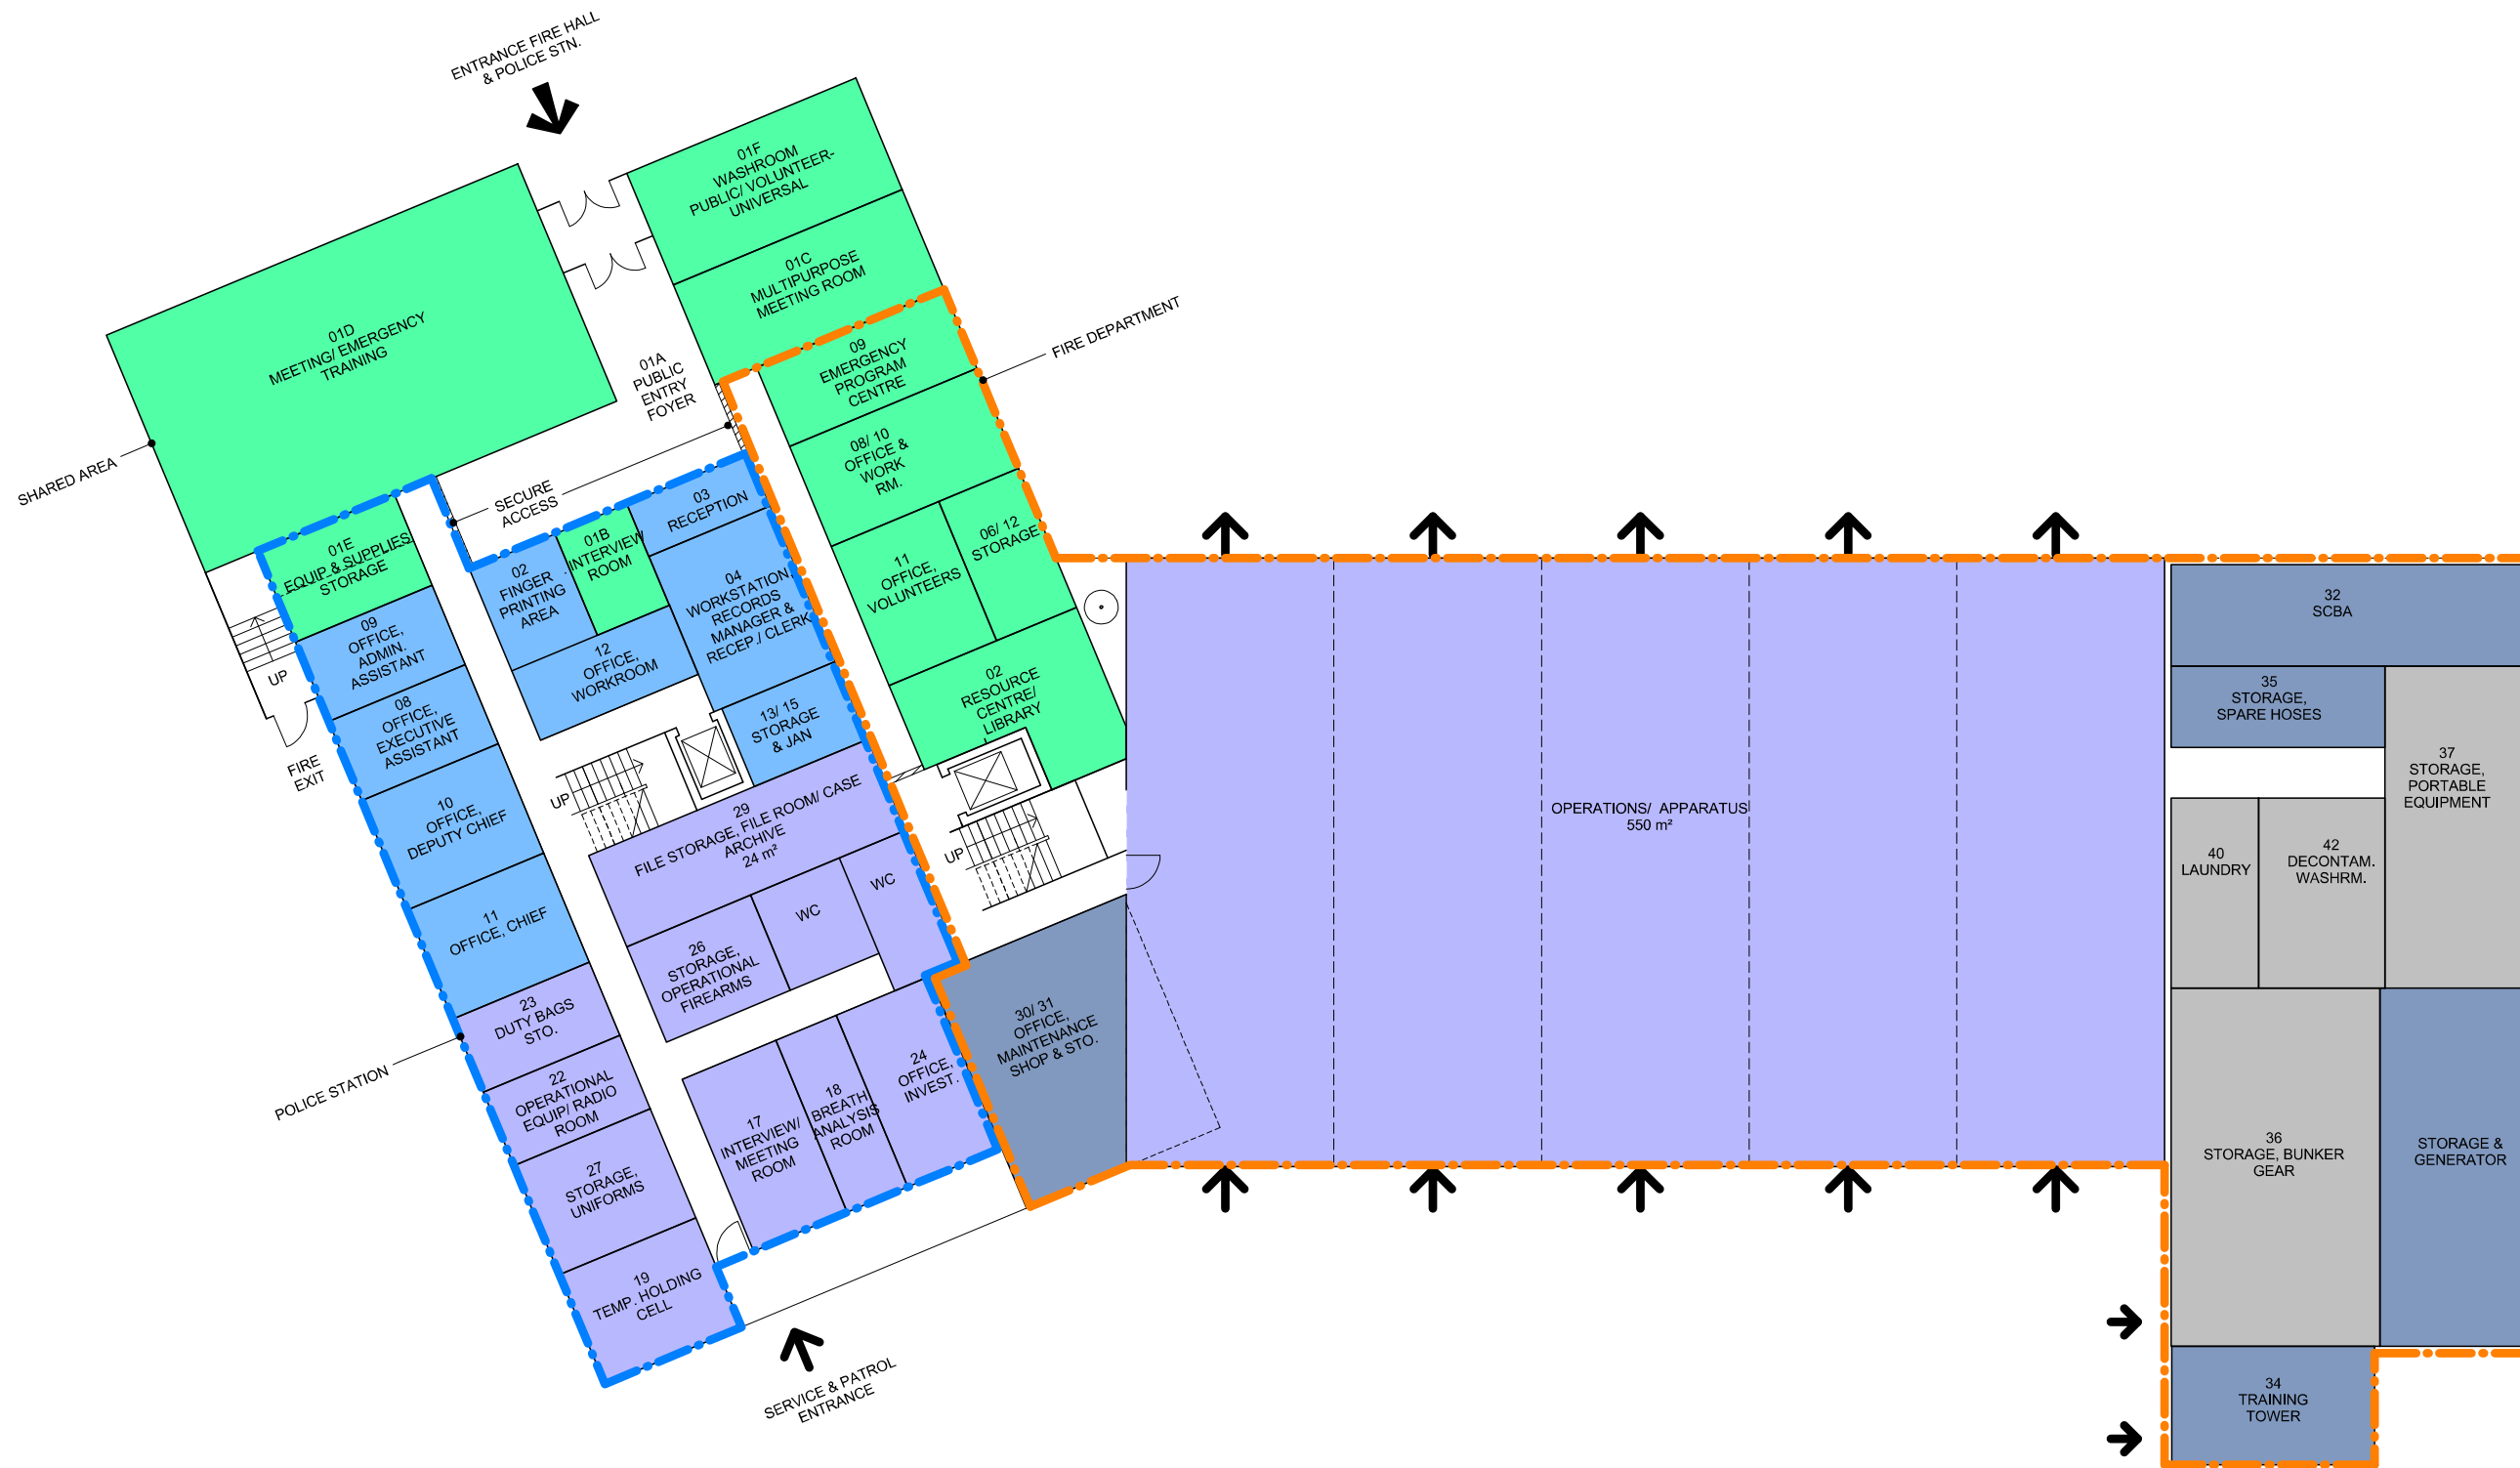 ENTRANCE FIRE HALL
& POLICE STN.
01F
WASHROOM
PUBLIC/ VOLUNTEER-
UNIVERSAL
01C
MULTIPURPOSE
MEETING ROOM
01D
MEETING/ EMERGENCY
TRAINING
01A
PUBLIC
ENTRY
FOYER
FIRE DEPARTMENT
09
EMERGENCY
PROGRAM
CENTRE
SHARED AREA
SECURE
ACCESS
08/ 10
OFFICE &
WORK
RM.
01E
EQUIP & SUPPLIES
STORAGE
02
FINGER
PRINTING
AREA
01B
INTERVIEW
ROOM
03
RECEPTION
04
WORKSTATION,
RECORDS
MANAGER &
RECEP./ CLERK
11
OFFICE,
VOLUNTEERS
06/ 12
STORAGE
09
OFFICE,
ADMIN.
ASSISTANT
12
OFFICE,
WORKROOM
UP
02
RESOURCE
CENTRE/
LIBRARY
08
OFFICE,
EXECUTIVE
ASSISTANT
13/ 15
STORAGE
& JAN
FIRE
EXIT
10
OFFICE,
DEPUTY CHIEF
UP
29
FILE STORAGE, FILE ROOM/ CASE
ARCHIVE
24 m²
UP
11
OFFICE, CHIEF
WC
WC
26
STORAGE,
OPERATIONAL
FIREARMS
23
DUTY BAGS
STO.
POLICE STATION
22
OPERATIONAL
EQUIP/ RADIO
ROOM
17
INTERVIEW/
MEETING
ROOM
18
BREATH
ANALYSIS
ROOM
24
OFFICE,
INVEST.
30/ 31
OFFICE,
MAINTENANCE
SHOP & STO.
27
STORAGE,
UNIFORMS
19
TEMP. HOLDING
CELL
SERVICE & PATROL
ENTRANCE
OPERATIONS/ APPARATUS
550 m²
32
SCBA
35
STORAGE,
SPARE HOSES
37
STORAGE,
PORTABLE
EQUIPMENT
40
LAUNDRY
42
DECONTAM.
WASHRM.
36
STORAGE, BUNKER
GEAR
STORAGE &
GENERATOR
34
TRAINING
TOWER